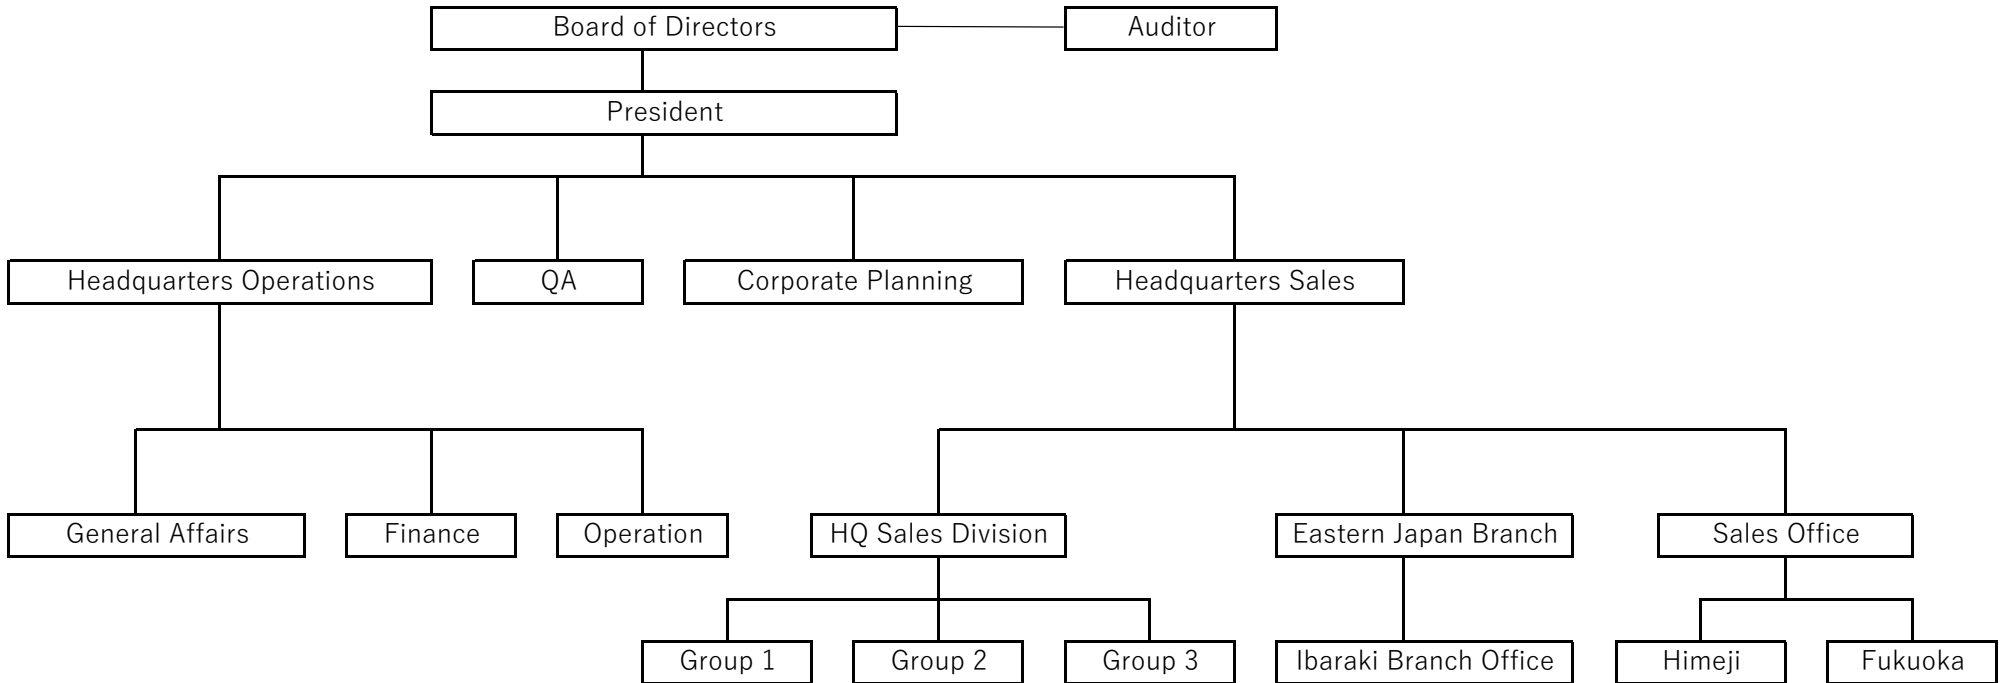 Board of Directors
Auditor
President
Headquarters Operations
QA
Corporate Planning
Headquarters Sales
General Affairs
Finance
Operation
HQ Sales Division
Eastern Japan Branch
Sales Office
Group 1
Group 2
Group 3
Ibaraki Branch Office
Himeji
Fukuoka